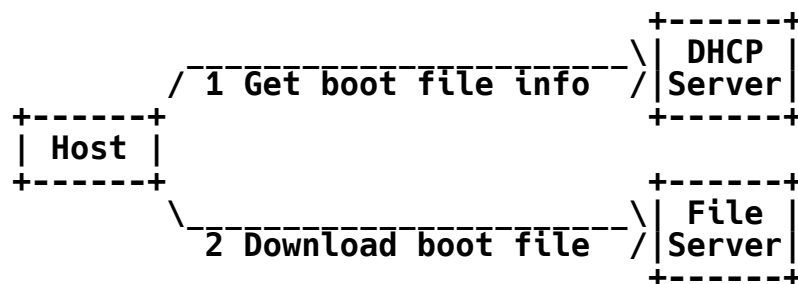 DHCP
1 Get boot file info Server
Host
File
2 Download boot file Server